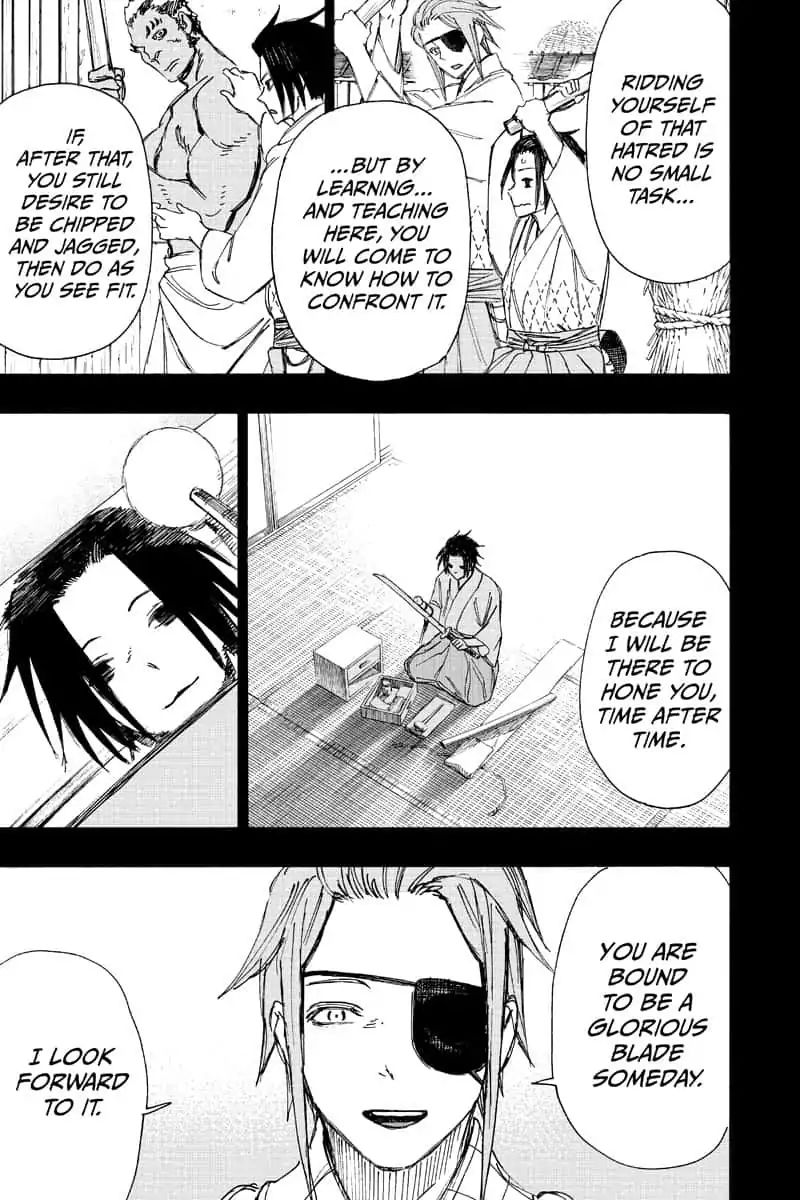 RIDDING
YOURSELF
OF THAT
HATRED IS
NO SMALL
TASK...
...BUT BY
LEARNING...
AND TEACHING
HERE, YOU
WILL COME TO
KNOW HOW TO
CONFRONT IT.
IF,
AFTER THAT,
YOU STILL
DESIRE TO
BE CHIPPED
AND JAGGED,
THEN DO AS
YOU SEE FIT.
BECAUSE
I WILL BE
THERE TO
HONE YOU,
TIME AFTER
TIME.
YOU ARE
BOUND
TO BE A
GLORIOUS
BLADE
SOMEDAY.
I LOOK
FORWARD
TO IT.